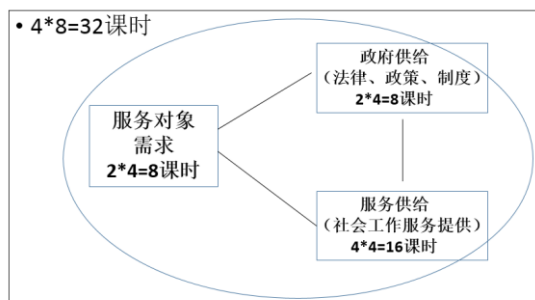 • 4*8=32课时
政府供给
（法律、政策、制度）
2*4=8课时
服务对象
需求
2*4=8课时
服务供给
（社会工作服务提供）
4*4=16课时